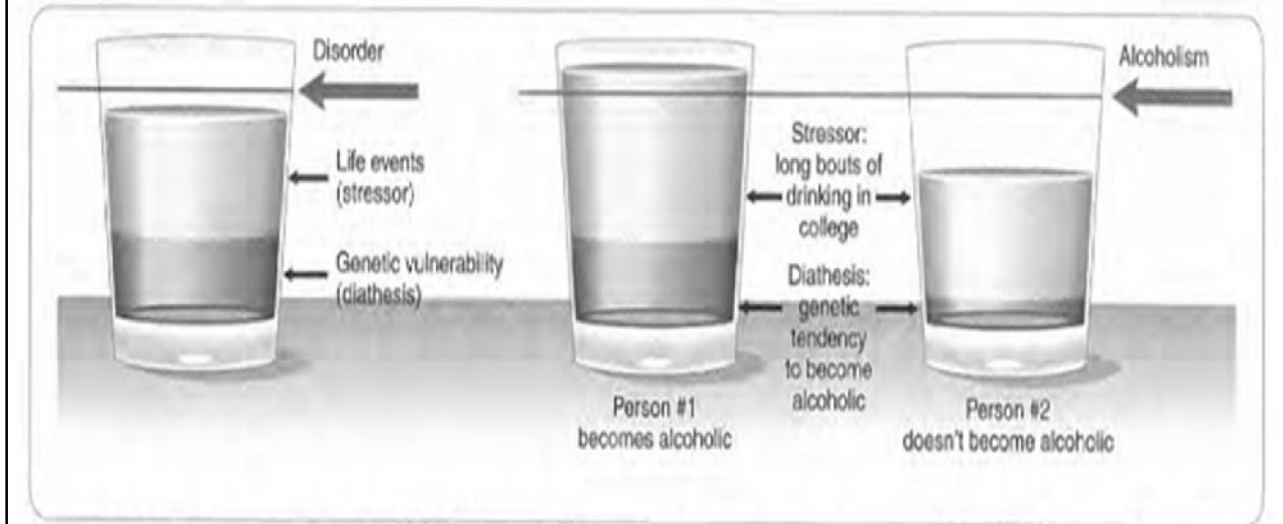 Disorder
Life events
(stressor)
Genetic vulnerability
(diathesis)
Alcoholism
Stressor:
long bouts of
drinking in
college
Diathesis:
genetic
tendency
to become
alcoholic
Person #1
becomes alcoholic
Person #2
doesn't become alcoholic